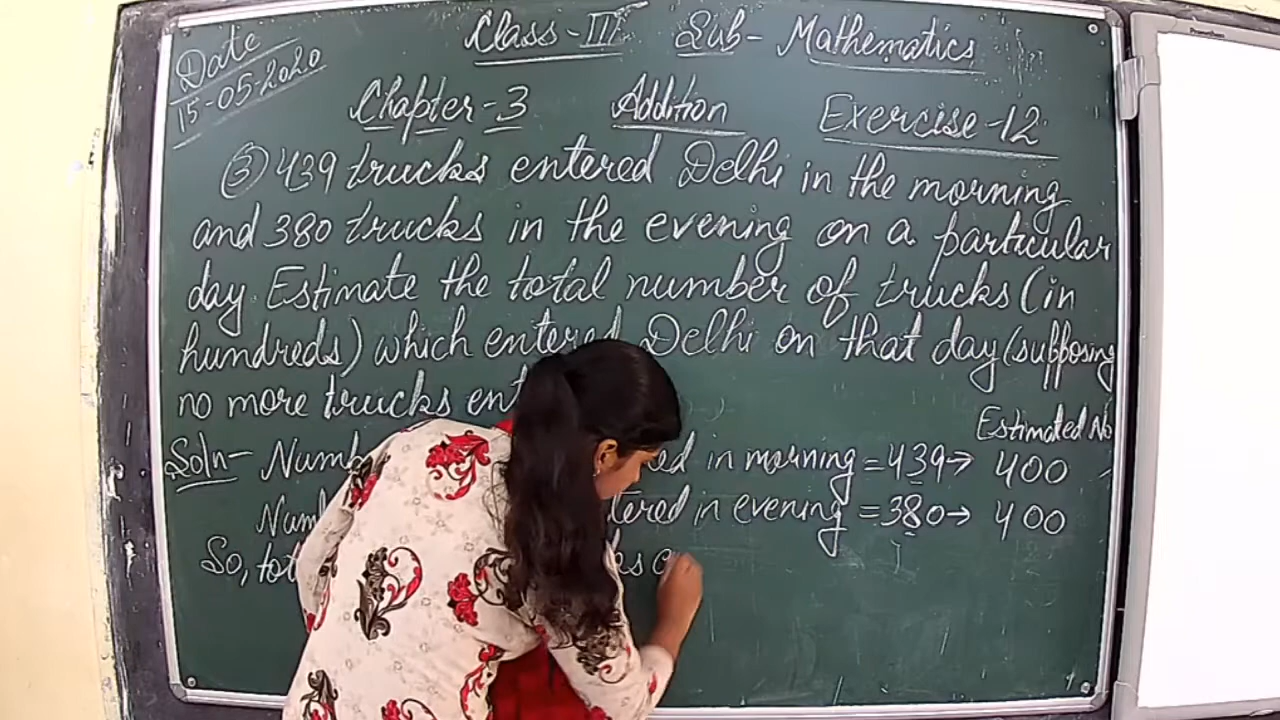 Date
15-05-2020
Class-III Sub-Mathematics
Chapter-3 Addition Exercise-12
③ 439 trucks entered Delhi in the morning
and 380 trucks in the evening on a particular
day. Estimate the total number of trucks (in
hundreds) which entered Delhi on that day (supposing
no more trucks ent
Estimated No
Soln- Numb ed in morning = 439→ 400
Num tered in evening = 380→ 400
So, tot